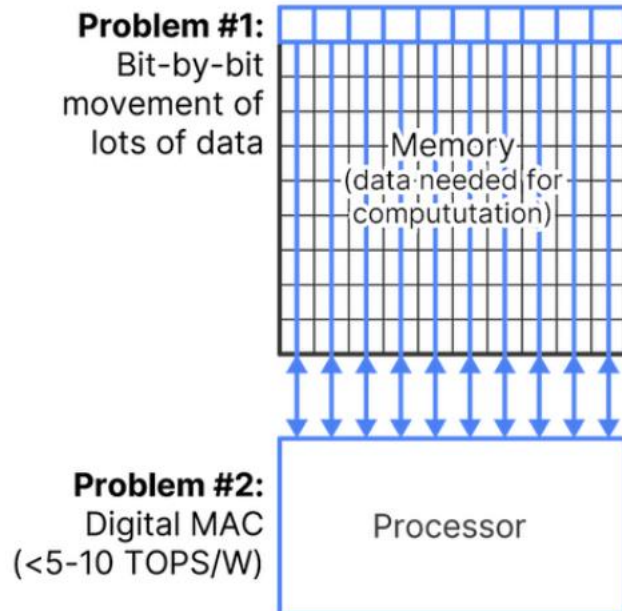 Problem #1:
Bit-by-bit
movement of
lots of data
Memory
(data needed for
compututation)
Problem #2:
Digital MAC
(<5-10 TOPS/W)
Processor